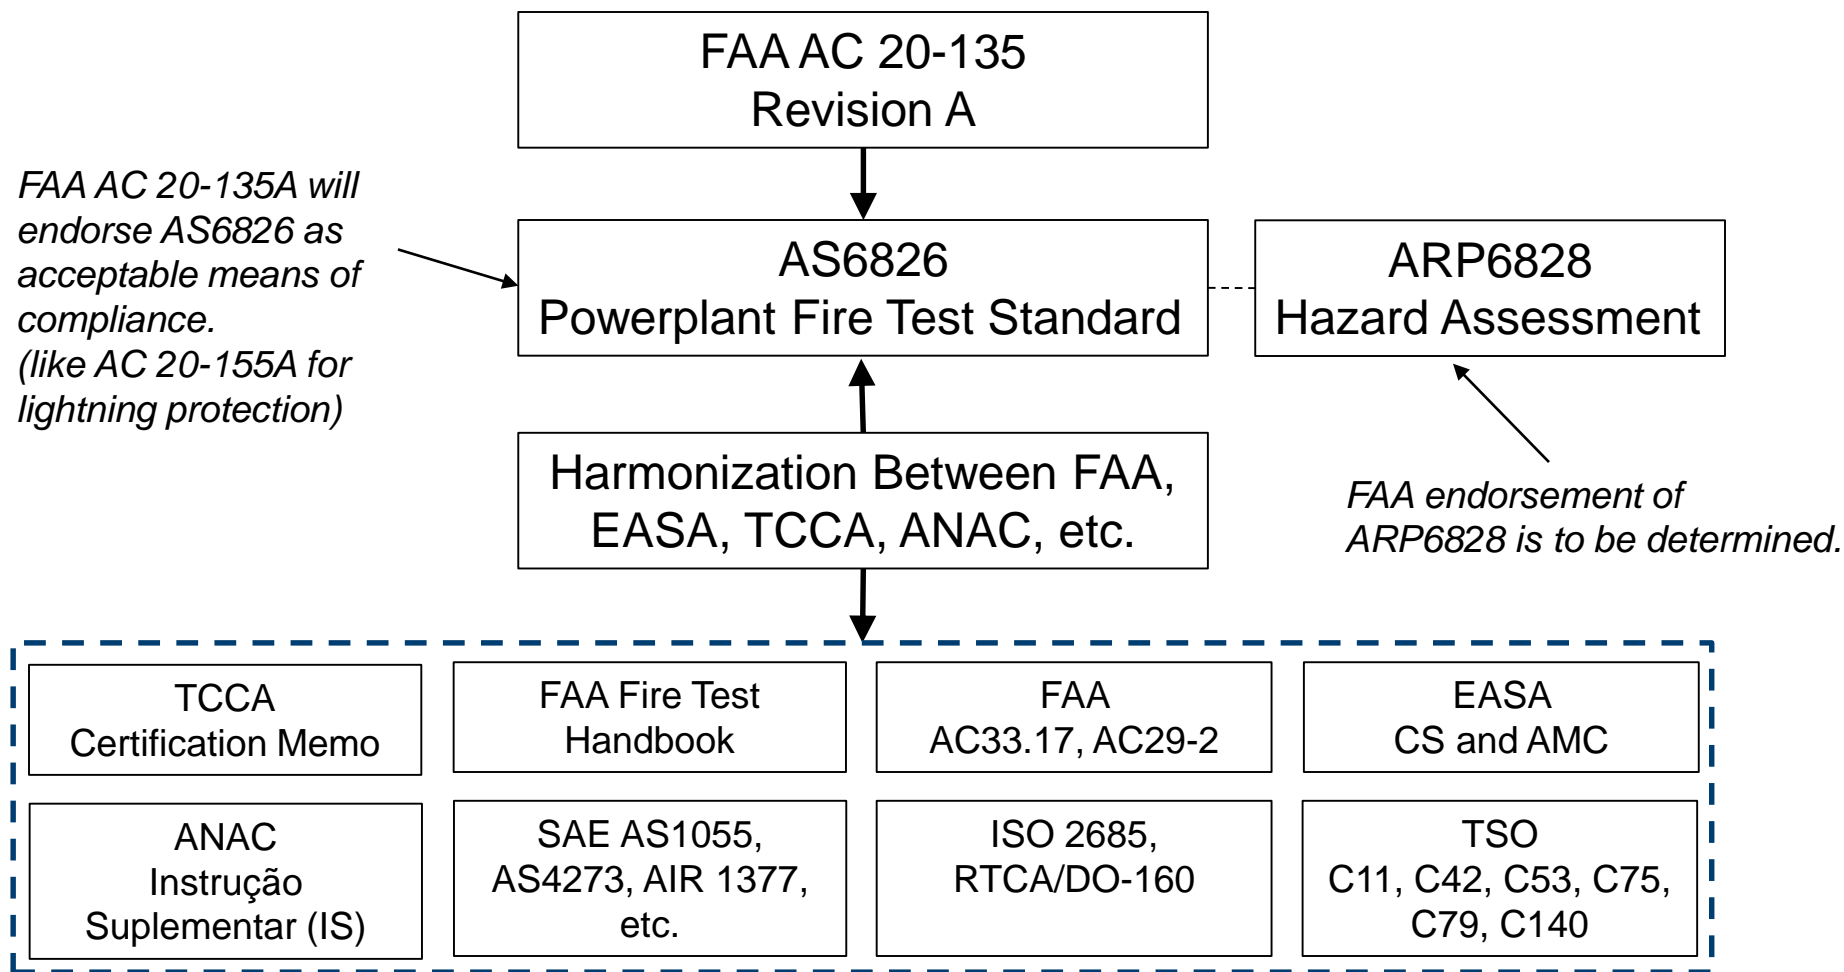 FAA AC 20-135
Revision A
FAA AC 20-135A will
endorse AS6826 as
acceptable means of
compliance.
(like AC 20-155A for
lightning protection)
AS6826
Powerplant Fire Test Standard
ARP6828
Hazard Assessment
Harmonization Between FAA,
EASA, TCCA, ANAC, etc.
FAA endorsement of
ARP6828 is to be determined.
TCCA
Certification Memo
FAA Fire Test
Handbook
FAA
AC33.17, AC29-2
EASA
CS and AMC
ANAC
Instrução
Suplementar (IS)
SAE AS1055,
AS4273, AIR 1377,
etc.
ISO 2685,
RTCA/DO-160
TSO
C11, C42, C53, C75,
C79, C140